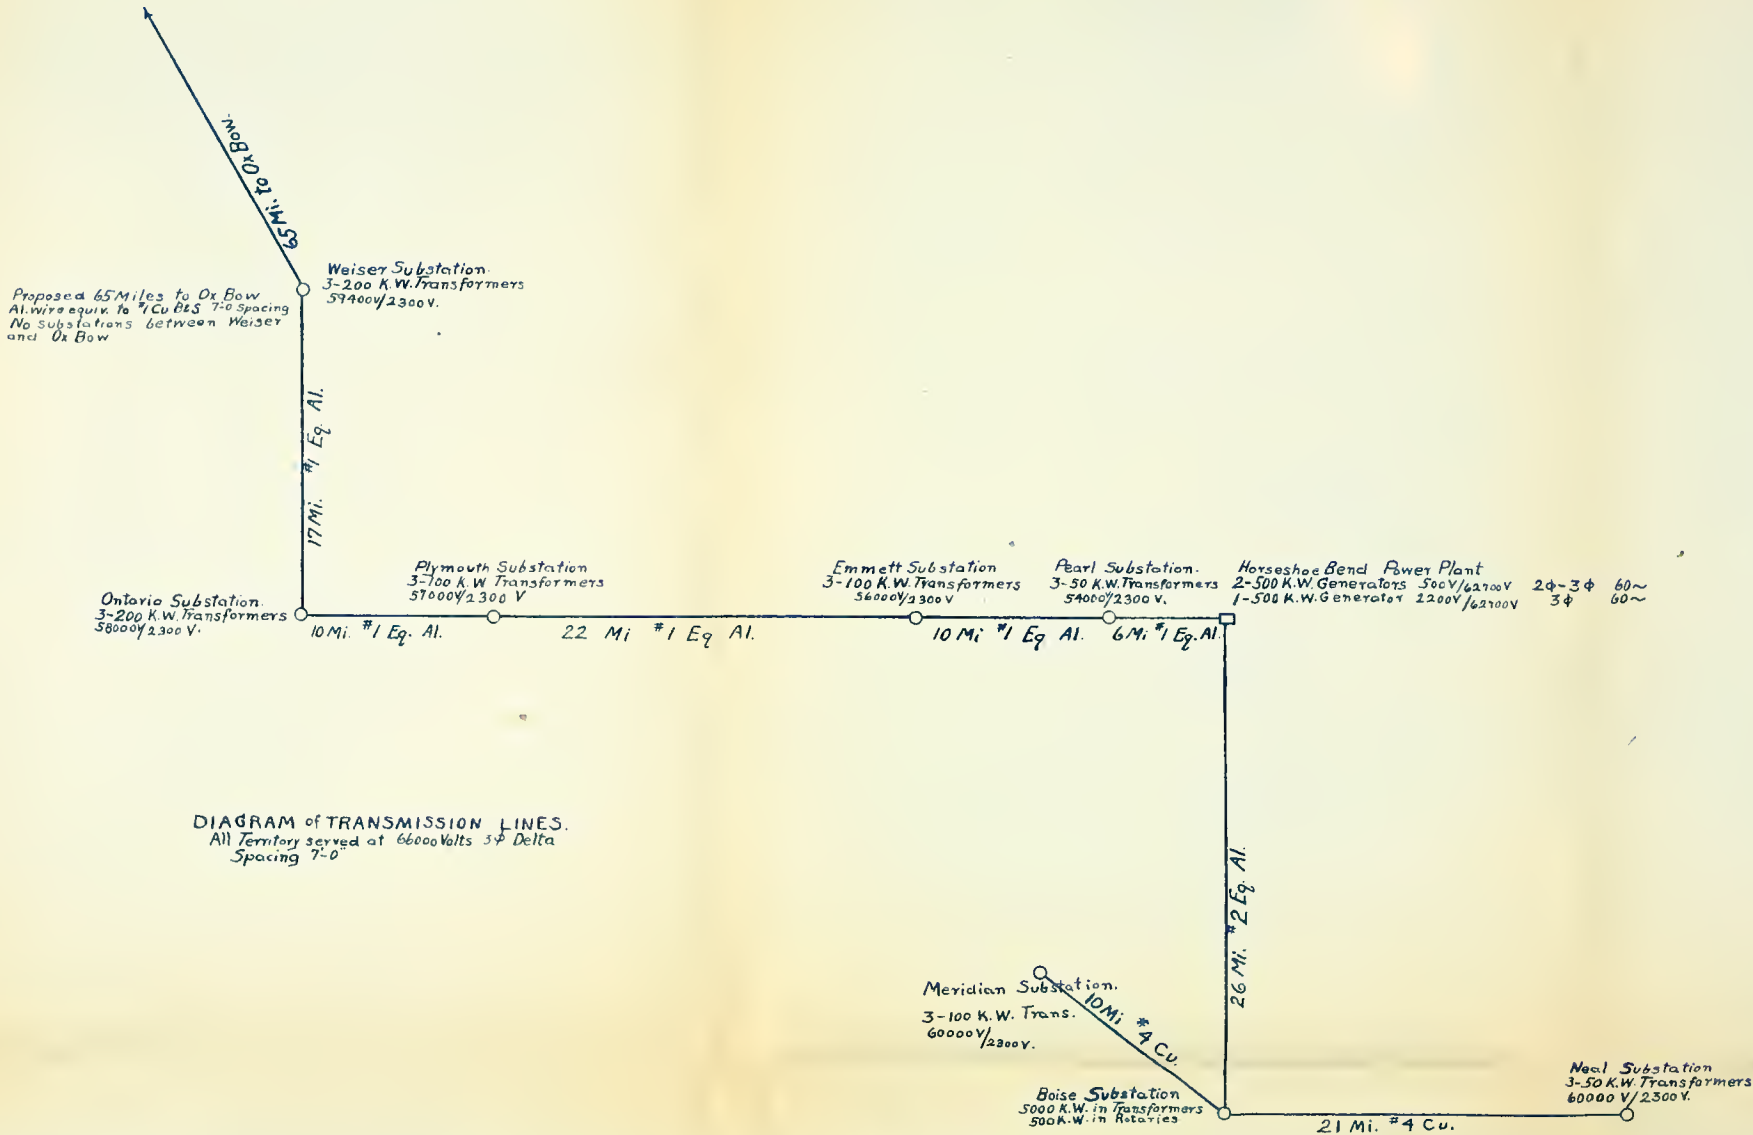 65 Mi. to Ox Bow.
Weiser Substation.
3-200 K.W. Transformers
59400V/2300V.
Proposed 65 Miles to Ox Bow
Al. wire equiv. to #1 Cu B&S 7'-0 Spacing
No Substations between Weiser
and Ox Bow
17 Mi. #1 Eq. Al.
Ontario Substation.
3-200 K.W. Transformers
58000V/2300V.
10 Mi. #1 Eq. Al.
Plymouth Substation
3-100 K.W Transformers
57000V/2300 V
22 Mi #1 Eq Al.
Emmett Substation
3-100 K.W. Transformers
56000V/2300V
10 Mi #1 Eq Al.
Pearl Substation.
3-50 K.W. Transformers
54000V/2300V.
6 Mi #1 Eq. Al.
Horseshoe Bend Power Plant
2-500 K.W. Generators 500V/62700V 2ϕ-3ϕ 60~
1-500 K.W. Generator 2200V/62700V 3ϕ 60~
DIAGRAM of TRANSMISSION LINES.
All Territory served at 66000 Volts 3ϕ Delta
Spacing 7'-0"
26 Mi. #2 Eq. Al.
Meridian Substation.
3-100 K.W. Trans.
60000V/2300V.
10 Mi #4 Cu.
Boise Substation
5000 K.W. in Transformers
500 K.W. in Rotaries
21 Mi. #4 Cu.
Neal Substation
3-50 K.W. Transformers
60000 V/2300V.